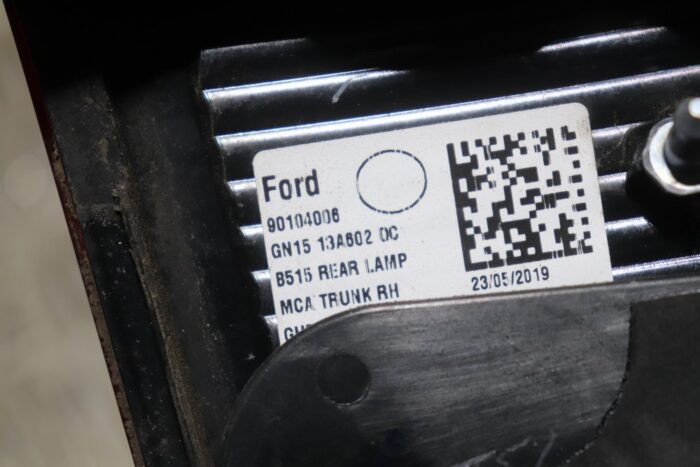 Ford
90104006
GN15 13A602 DC
B515 REAR LAMP
MCA TRUNK RH
23/05/2019